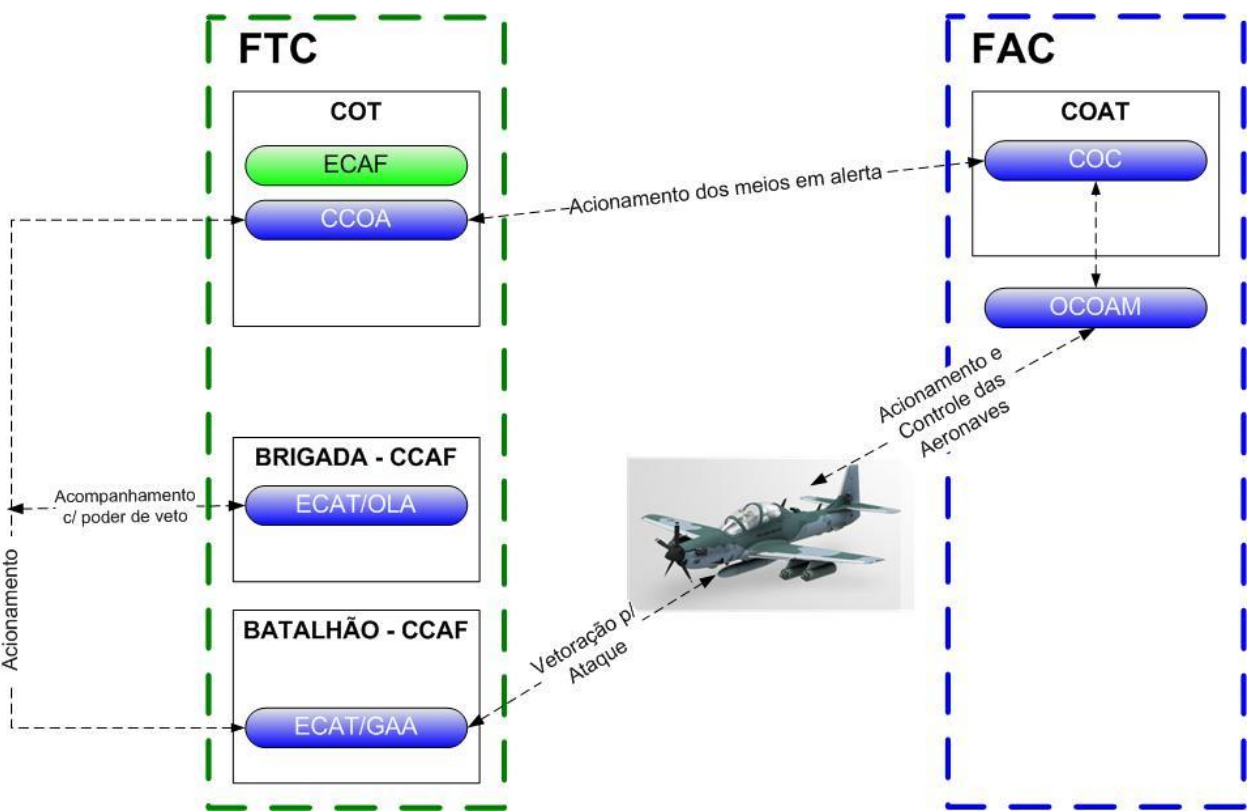 FTC
COT
ECAF
CCOA
Acionamento dos meios em alerta
FAC
COAT
COC
OCOAM
Acionamento e
Controle das
Aeronaves
BRIGADA - CCAF
ECAT/OLA
Acompanhamento
c/ poder de veto
Acionamento
BATALHÃO - CCAF
ECAT/GAA
Vetoração p/
Ataque